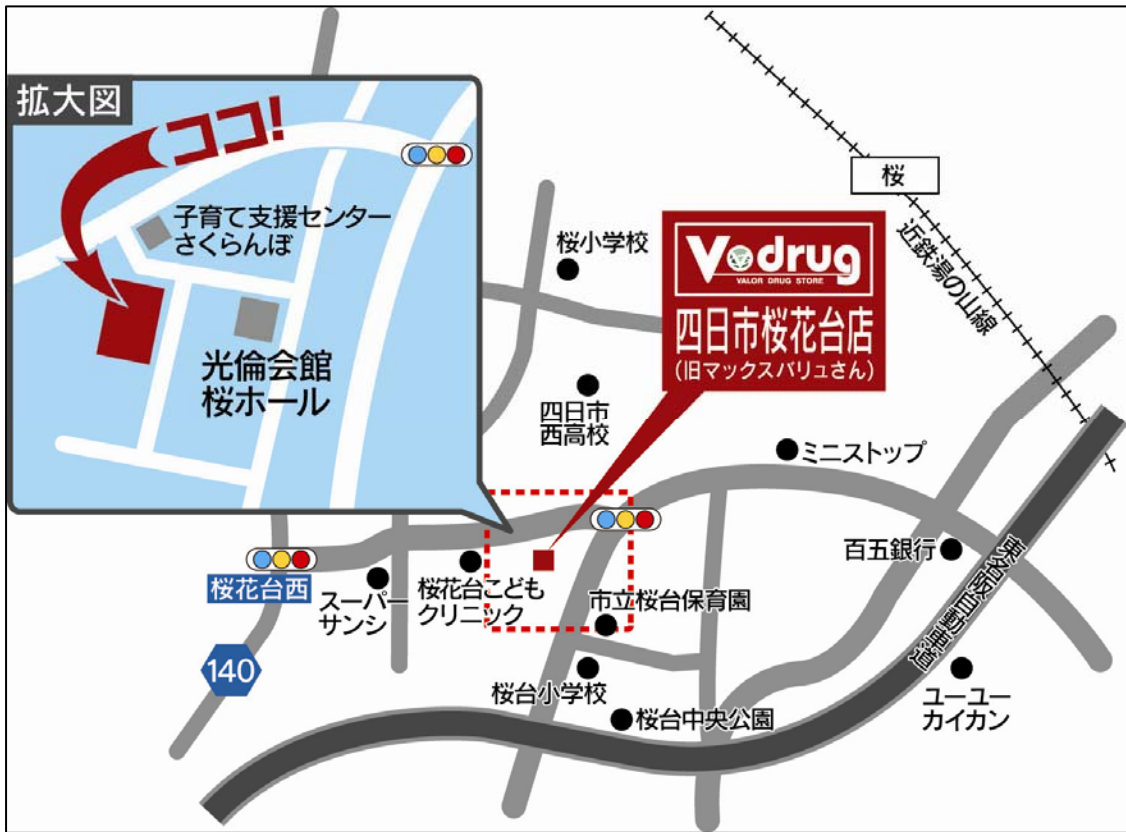 拡大図
ココ!
子育て支援センター
さくらんぼ
光倫会館
桜ホール
桜
近鉄湯の山線
桜小学校
V drug
VALOR DRUG STORE
四日市桜花台店
(旧マックスバリュさん)
四日市
西高校
ミニストップ
百五銀行
東名阪自動車道
桜花台西
スーパー
サンシ
桜花台こども
クリニック
市立桜台保育園
140
桜台小学校
桜台中央公園
ユーユー
カイカン